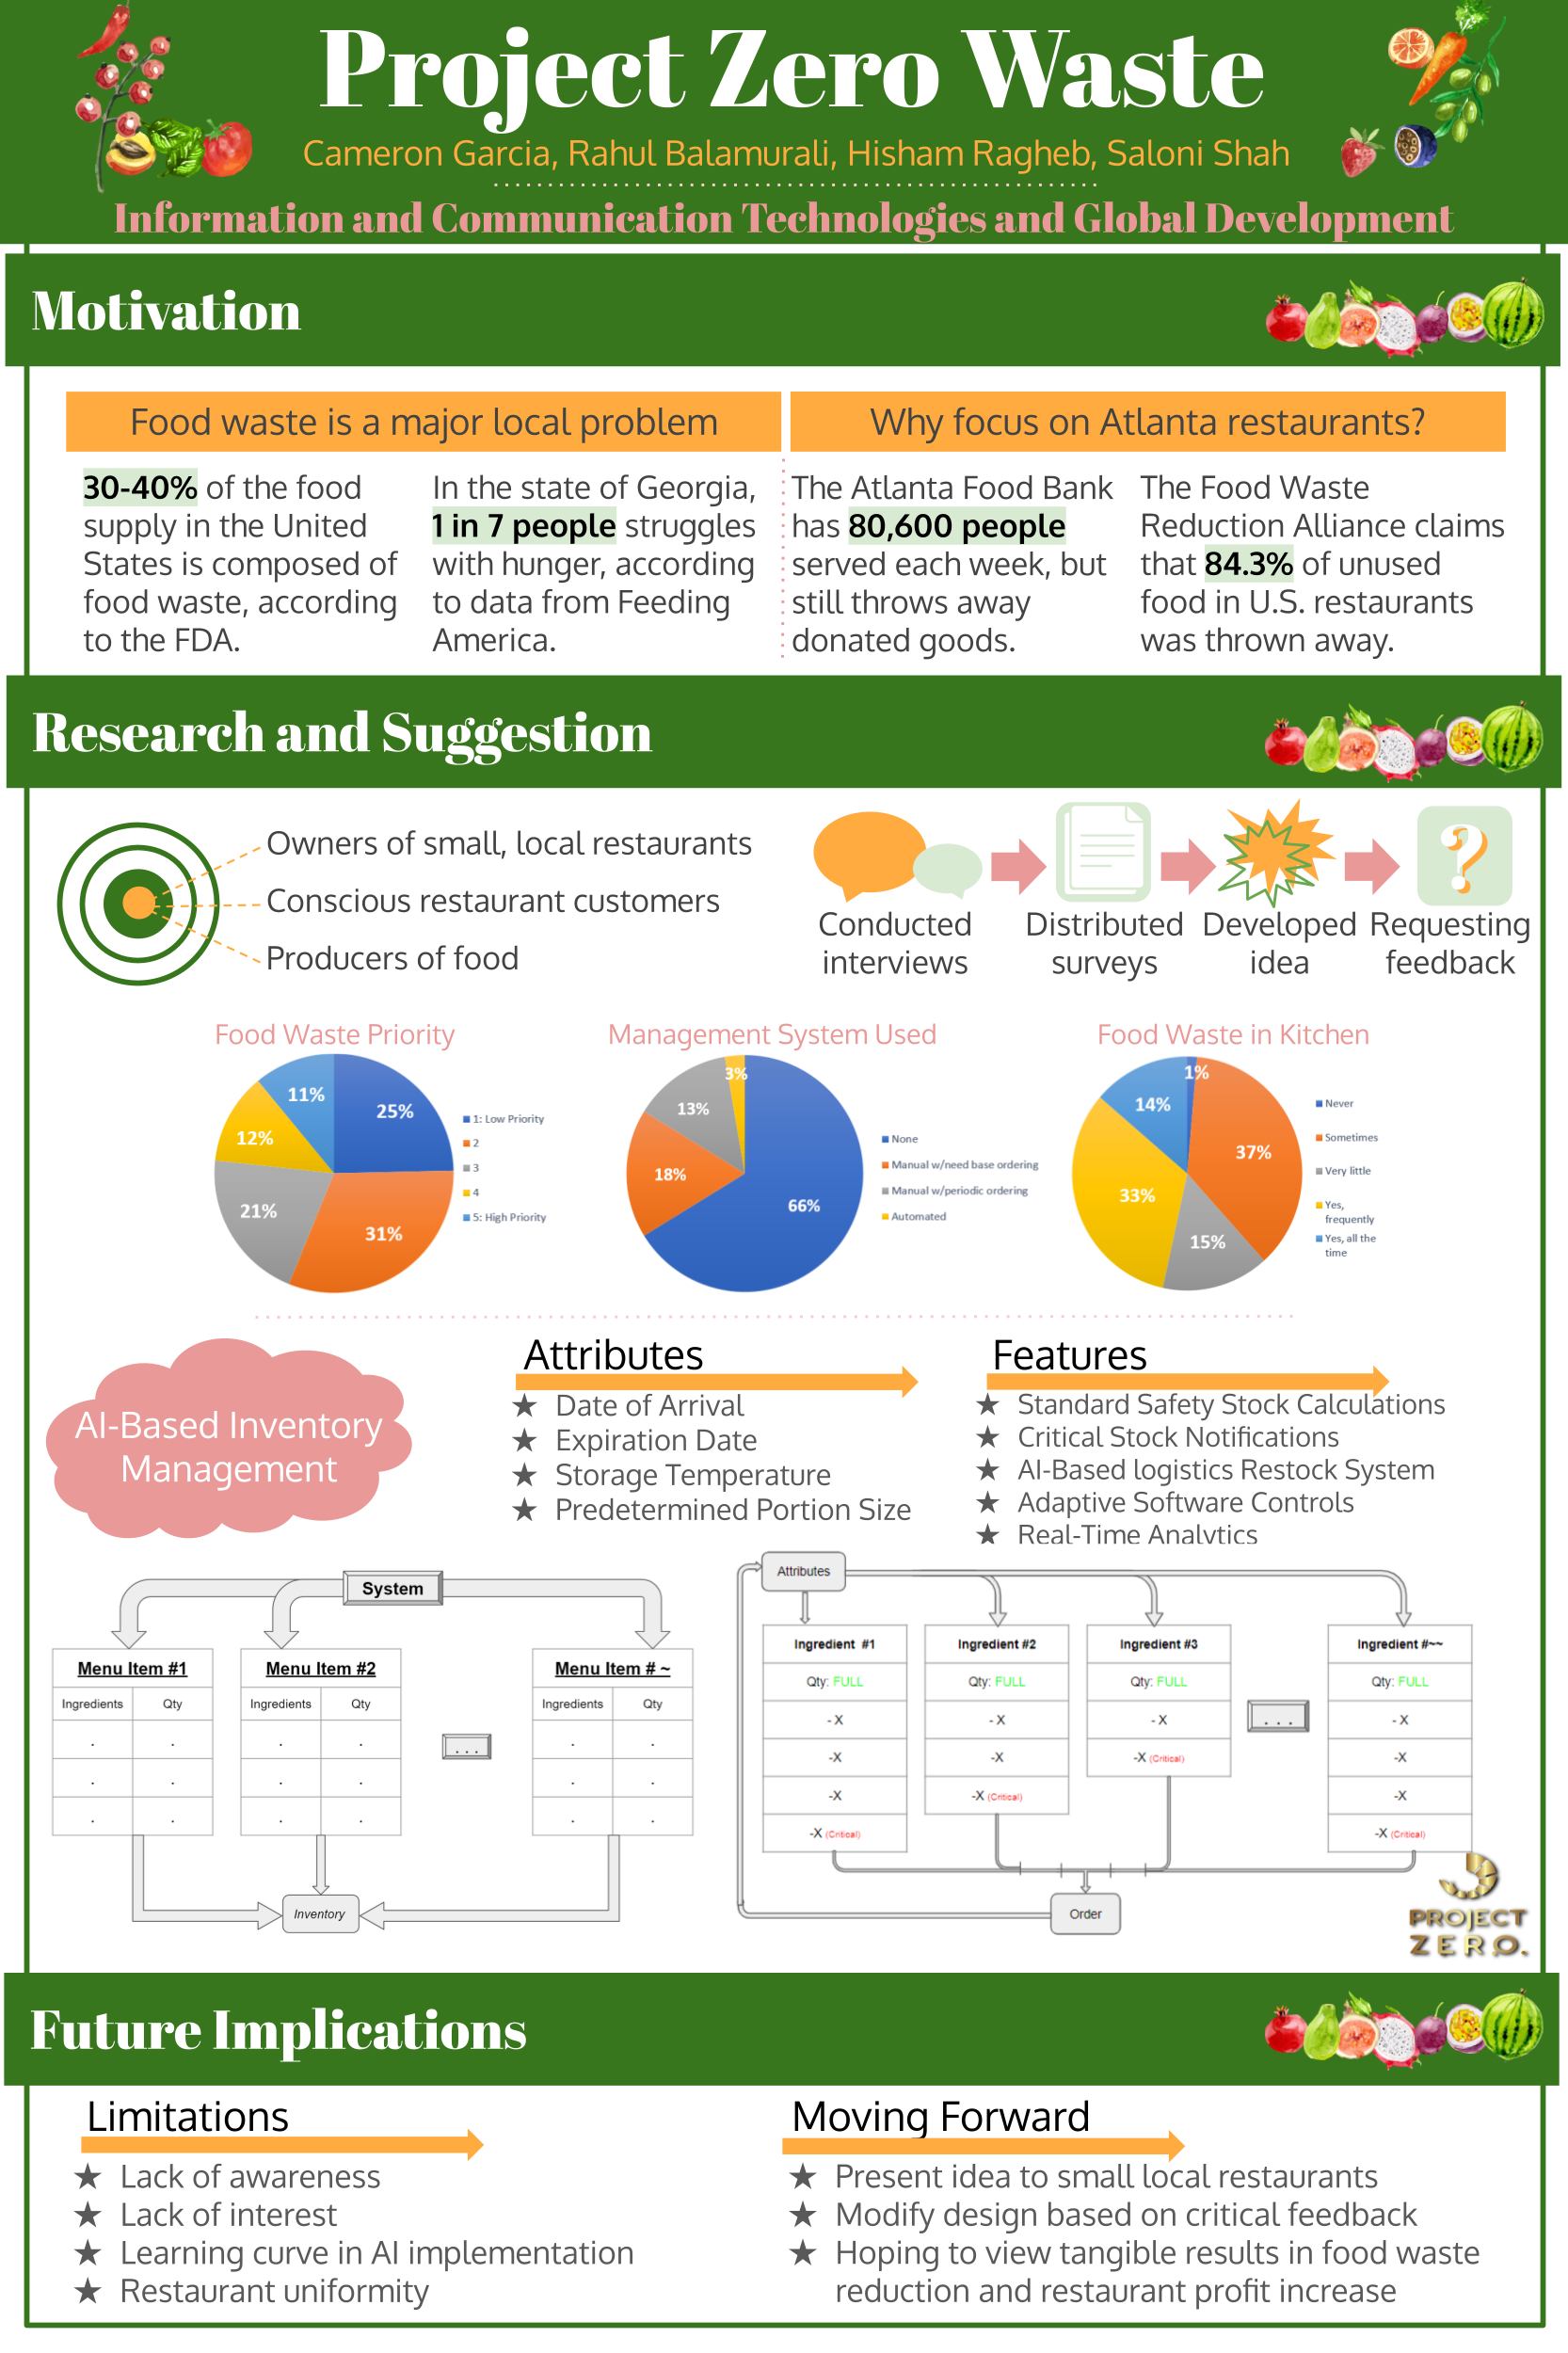 Project Zero Waste
Cameron Garcia, Rahul Balamurali, Hisham Ragheb, Saloni Shah
Information and Communication Technologies and Global Development
Motivation
Food waste is a major local problem
30-40% of the food
supply in the United
States is composed of
food waste, according
to the FDA.
In the state of Georgia,
1 in 7 people struggles
with hunger, according
to data from Feeding
America.
Why focus on Atlanta restaurants?
The Atlanta Food Bank
has 80,600 people
served each week, but
still throws away
donated goods.
The Food Waste
Reduction Alliance claims
that 84.3% of unused
food in U.S. restaurants
was thrown away.
Research and Suggestion
Owners of small, local restaurants
Conscious restaurant customers
Producers of food
Conducted
interviews
Distributed
surveys
Developed
idea
Requesting
feedback
?
Food Waste Priority
11%
25%
12%
21%
31%
1: Low Priority
2
3
4
5: High Priority
Management System Used
3%
13%
18%
66%
None
Manual w/need base ordering
Manual w/periodic ordering
Automated
Food Waste in Kitchen
1%
14%
37%
33%
15%
Never
Sometimes
Very little
Yes,
frequently
Yes, all the
time
AI-Based Inventory
Management
Attributes
★ Date of Arrival
★ Expiration Date
★ Storage Temperature
★ Predetermined Portion Size
Features
★ Standard Safety Stock Calculations
★ Critical Stock Notifications
★ AI-Based logistics Restock System
★ Adaptive Software Controls
★ Real-Time Analytics
System
Menu Item #1
Ingredients Qty
. .
. .
. .
Menu Item #2
Ingredients Qty
. .
. .
. .
...
Menu Item # ~
Ingredients Qty
. .
. .
. .
Inventory
Attributes
Ingredient #1
Qty: FULL
- X
-X
-X
-X (Critical)
Ingredient #2
Qty: FULL
- X
-X
-X (Critical)
Ingredient #3
Qty: FULL
- X
-X (Critical)
...
Ingredient #~~
Qty: FULL
- X
-X
-X
-X (Critical)
Order
PROJECT
ZERO.
Future Implications
Limitations
★ Lack of awareness
★ Lack of interest
★ Learning curve in AI implementation
★ Restaurant uniformity
Moving Forward
★ Present idea to small local restaurants
★ Modify design based on critical feedback
★ Hoping to view tangible results in food waste
reduction and restaurant profit increase